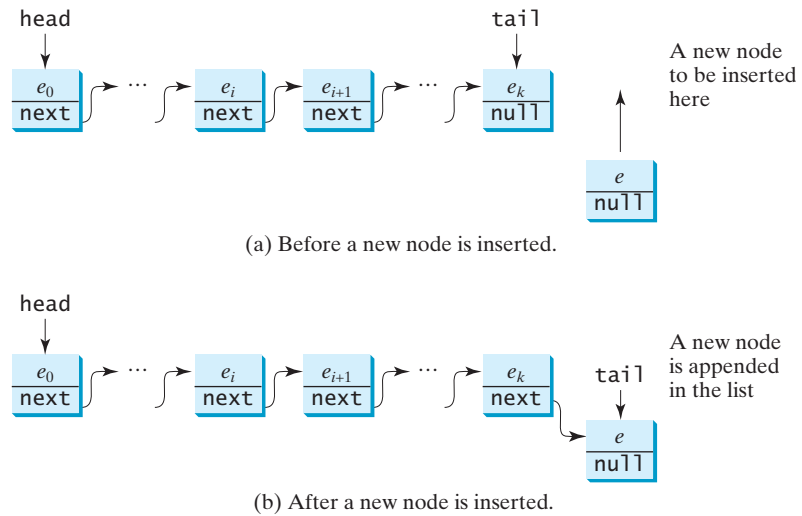 head
tail
A new node
to be inserted
here
e0 ... ei ei+1 ... ek
next next next null
e
null
(a) Before a new node is inserted.
head
A new node
is appended
in the list
tail
e0 ... ei ei+1 ... ek
next next next next
e
null
(b) After a new node is inserted.